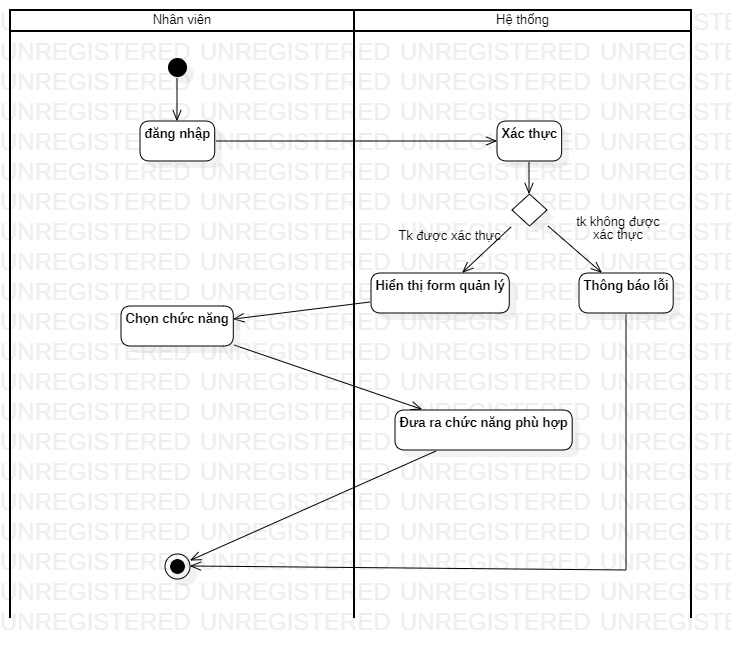 Nhân viên
Hệ thống
đăng nhập
Xác thực
Tk được xác thực
tk không được
xác thực
Hiển thị form quản lý
Thông báo lỗi
Chọn chức năng
Đưa ra chức năng phù hợp
UNREGISTERED